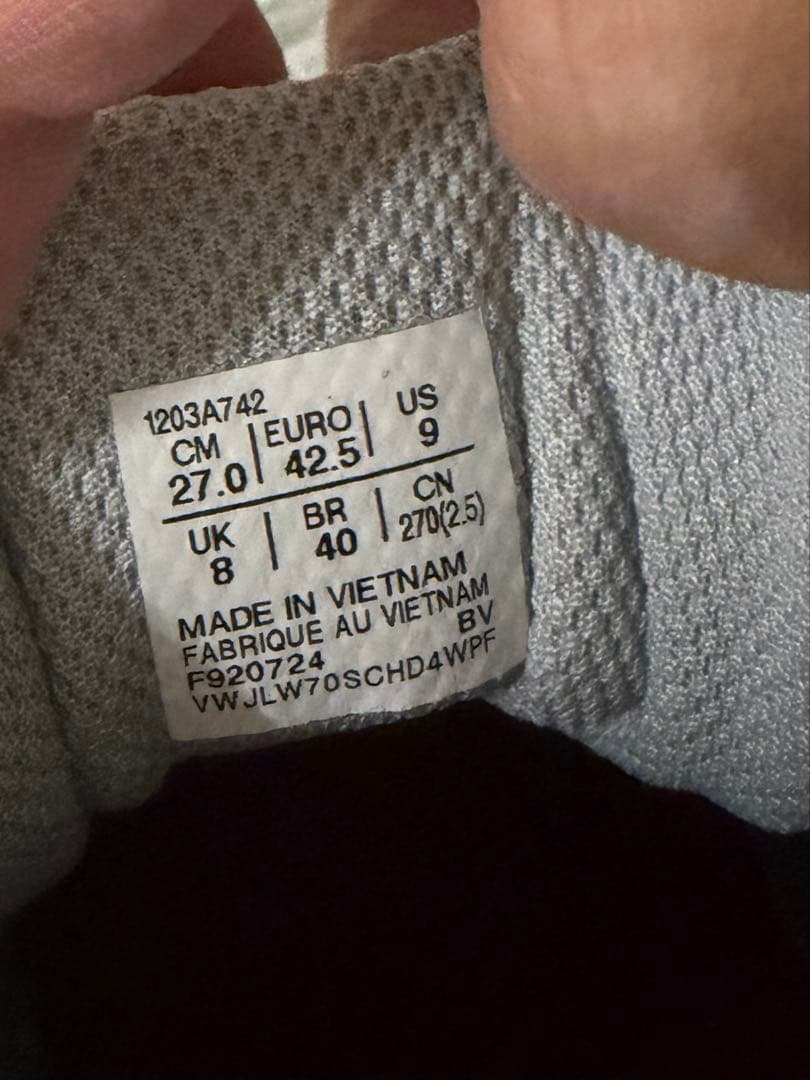 1203A742
CM | EURO | US
27.0 | 42.5 | 9
UK | BR | CN
8 | 40 | 270(2.5)
MADE IN VIETNAM
FABRIQUE AU VIETNAM
BV
F920724
VWJLW70SCHD4WPF